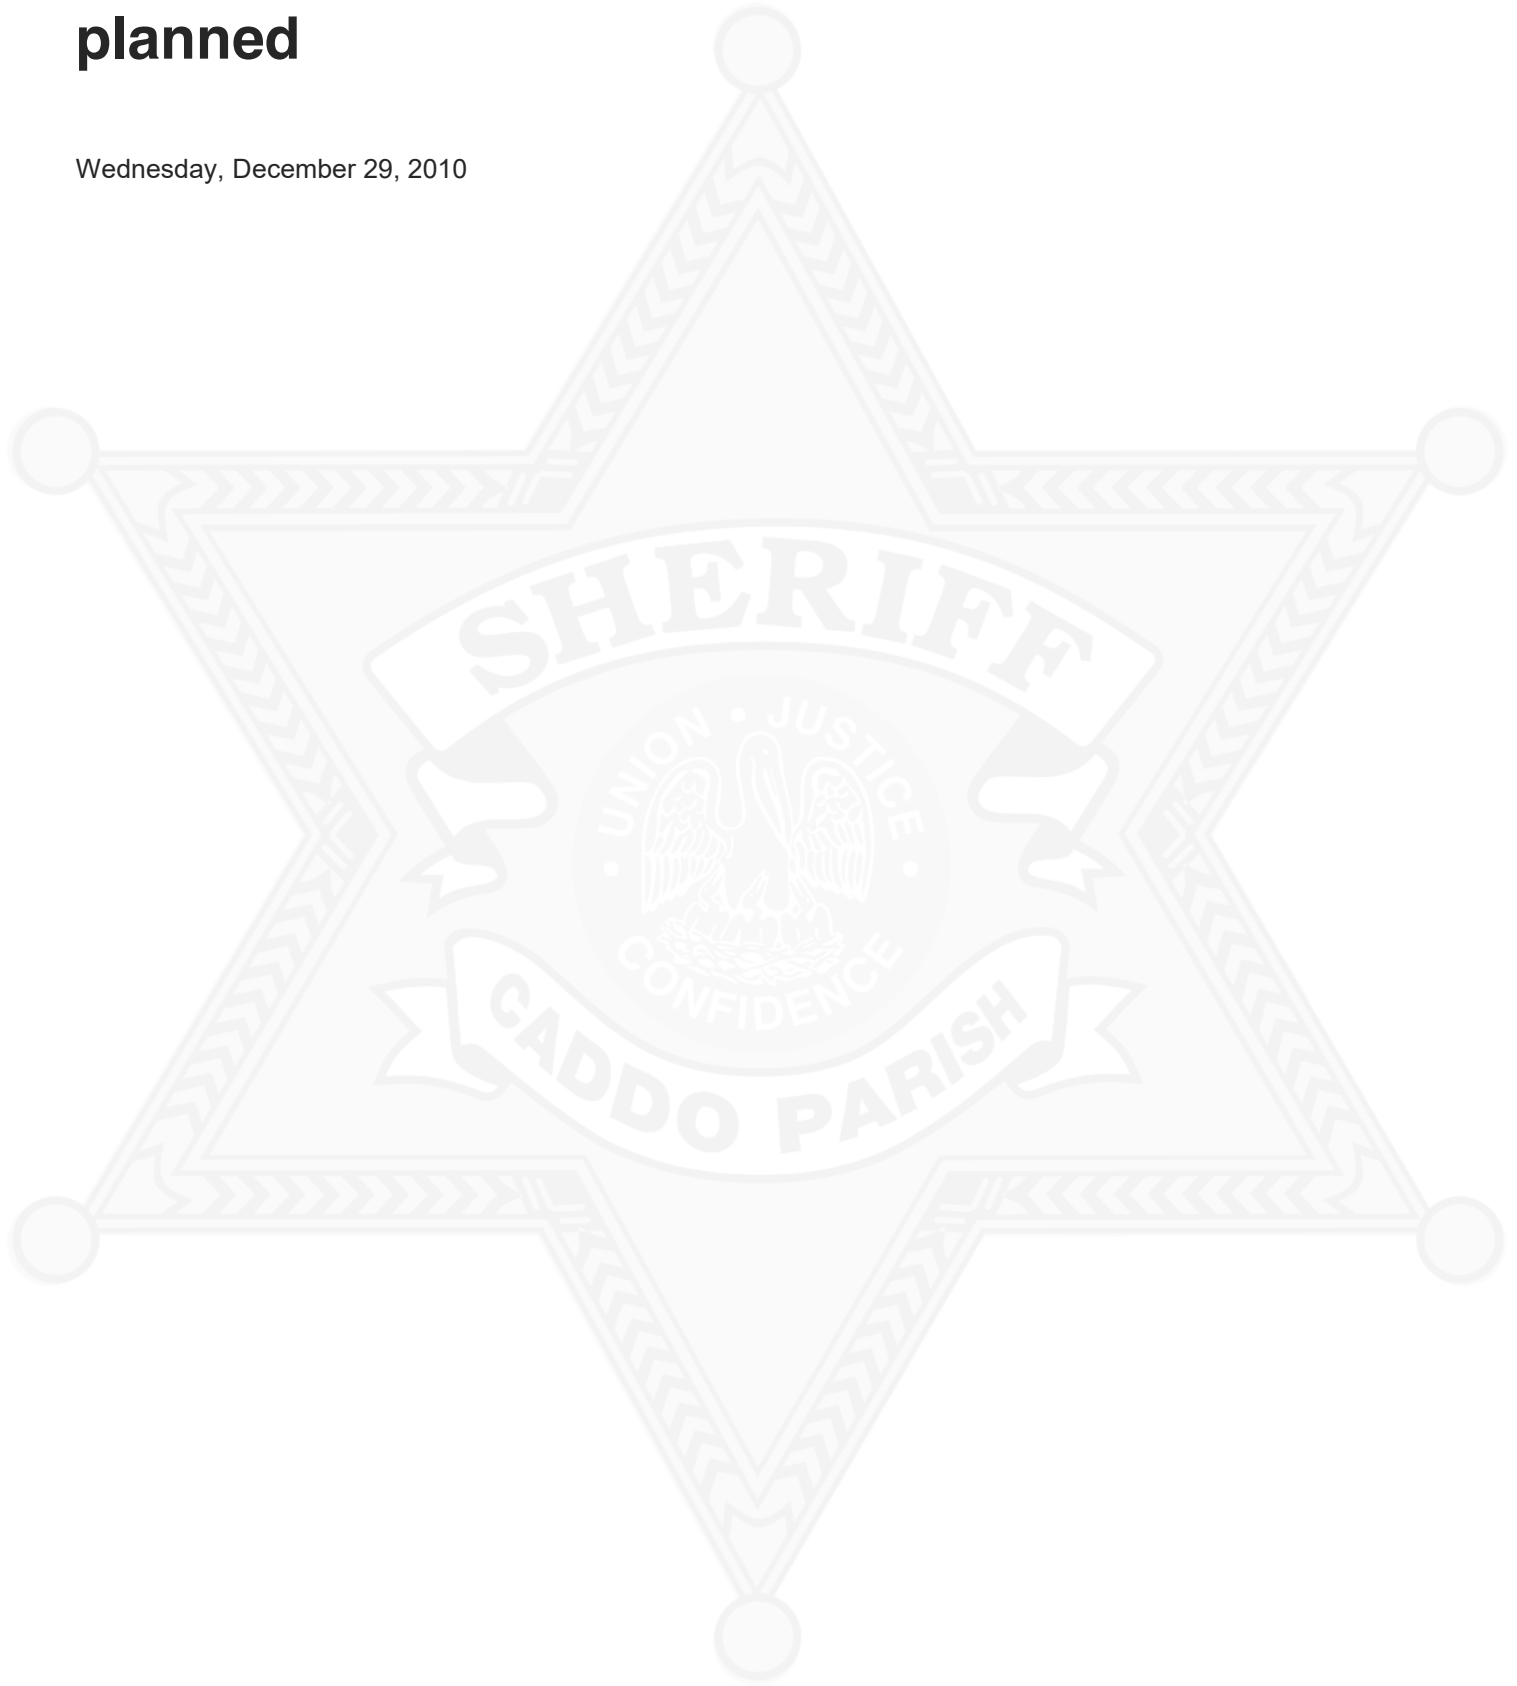 planned
Wednesday, December 29, 2010
SHERIFF
UNION • JUSTICE
CONFIDENCE
CADDO PARISH